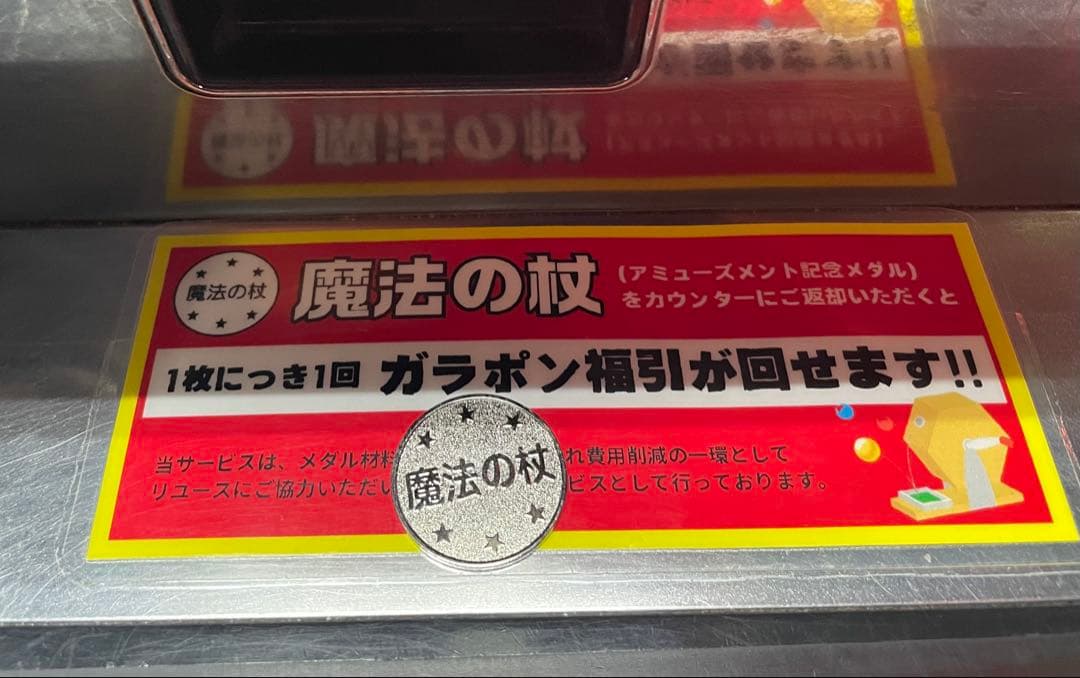 魔法の杖
魔法の杖
(アミューズメント記念メダル)
をカウンターにご返却いただくと
1枚につき1回 ガラポン福引が回せます!!
当サービスは、メダル材料 れ費用削減の一環として
リユースにご協力いただい ビスとして行っております。
魔法の杖